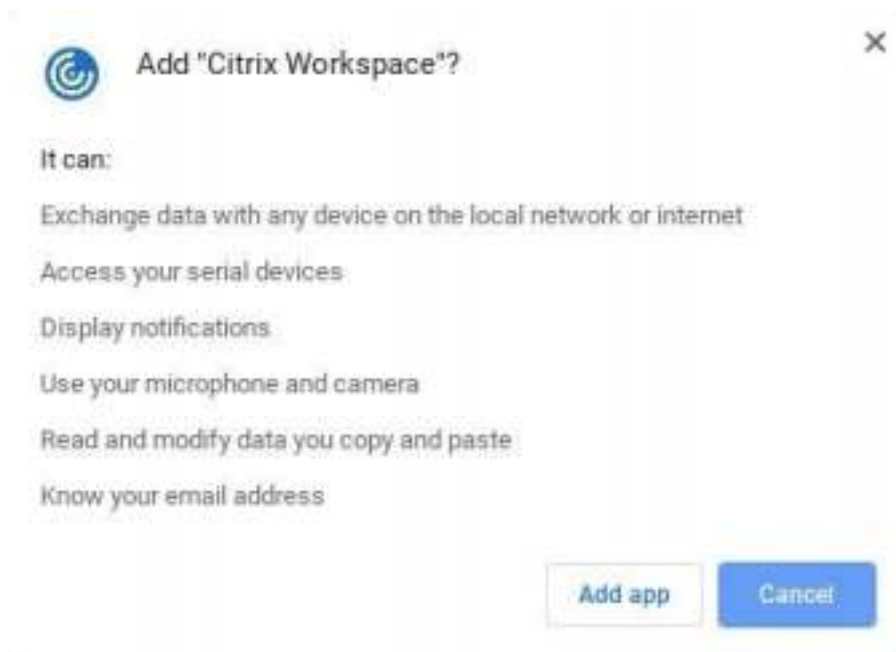 Add "Citrix Workspace"?
It can:
Exchange data with any device on the local network or internet
Access your serial devices
Display notifications
Use your microphone and camera
Read and modify data you copy and paste
Know your email address
Add app
Cancel